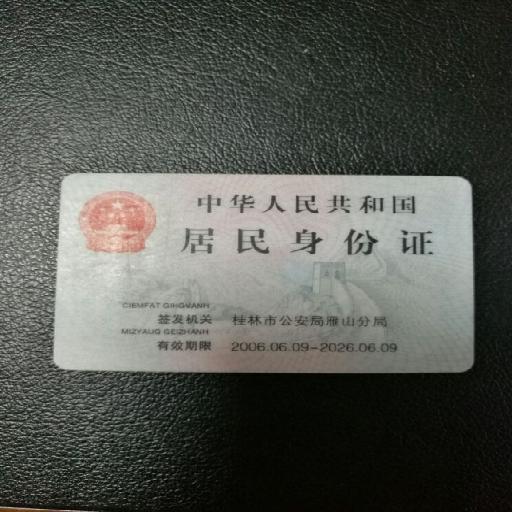 中华人民共和国
居民身份证
CIEMFAT GIHGVANH
签发机关 桂林市公安局雁山分局
MIZYAUQ GEIZHANH
有效期限 2006.06.09-2026.06.09